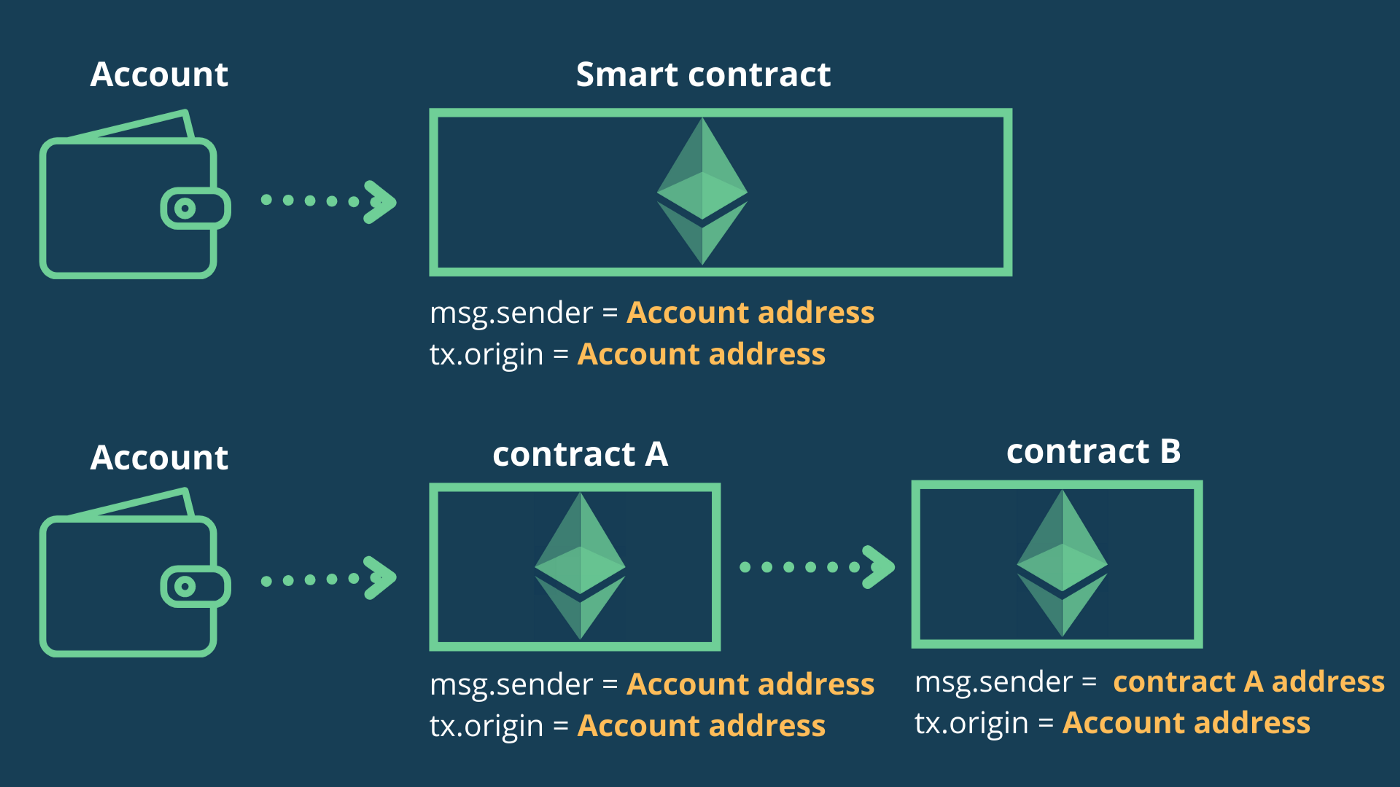 Account
Smart contract
msg.sender = Account address
tx.origin = Account address
Account
contract A
contract B
msg.sender = Account address
tx.origin = Account address
msg.sender = contract A address
tx.origin = Account address